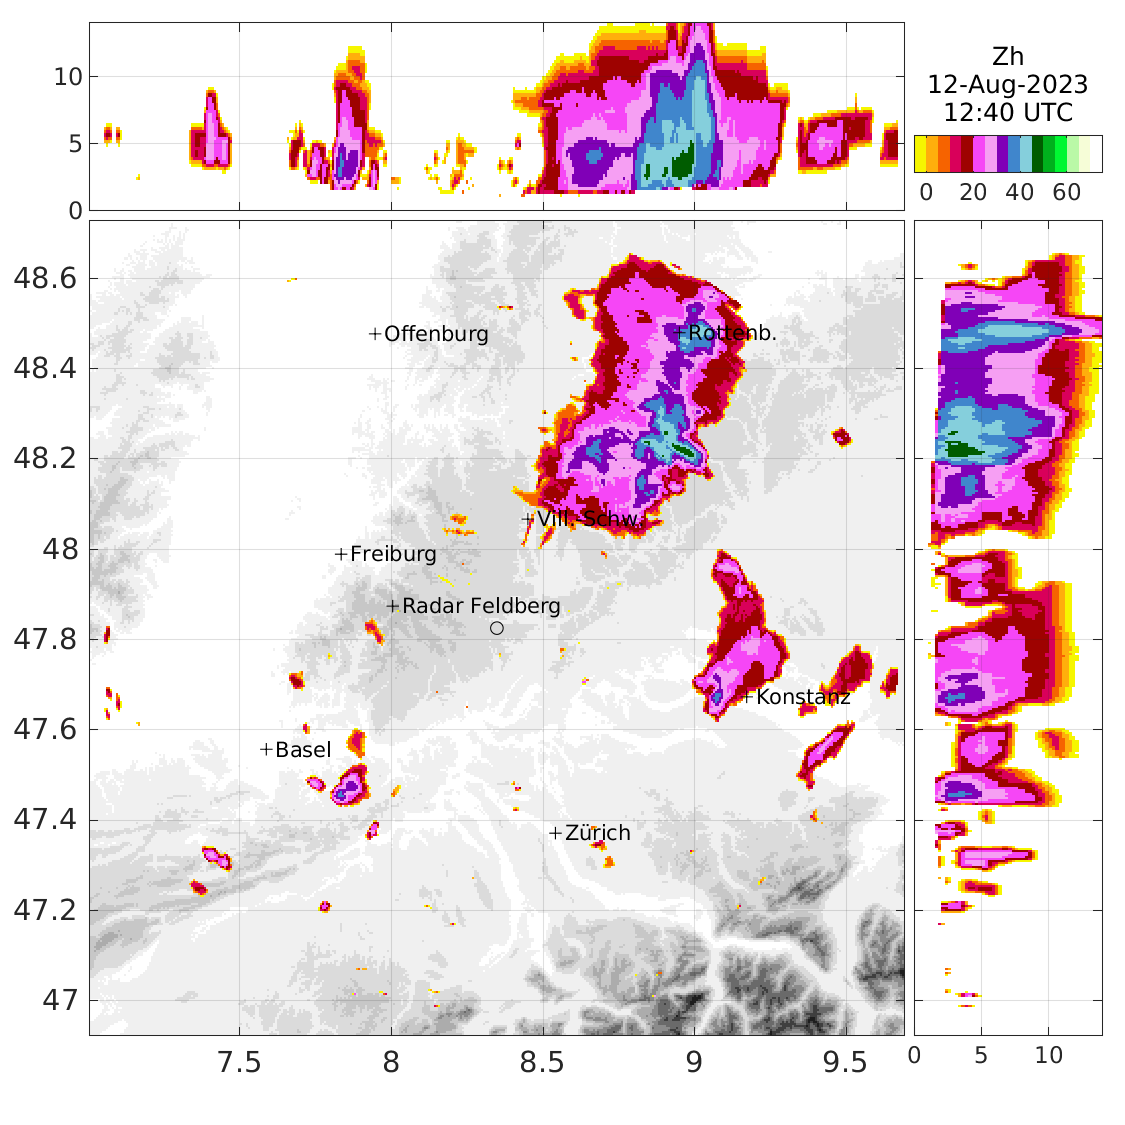 10
5
0
Zh
12-Aug-2023
12:40 UTC
0 20 40 60
48.6
48.4
48.2
48
47.8
47.6
47.4
47.2
47
+Offenburg
+Rottenb.
+Vill.-Schw.
+Freiburg
+Radar Feldberg
+Konstanz
+Basel
+Zürich
7.5 8 8.5 9 9.5
0 5 10